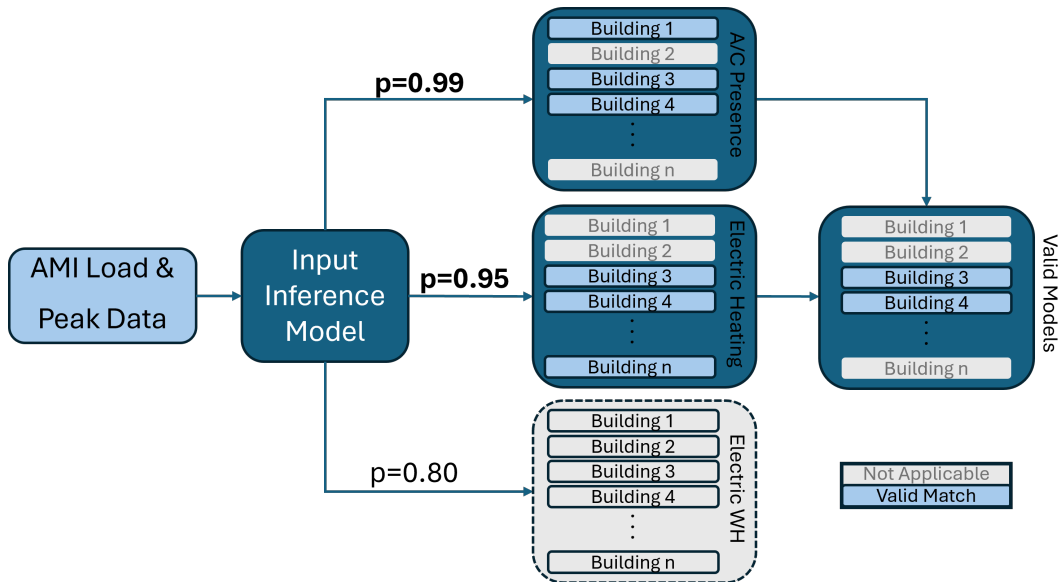 AMI Load &
Peak Data
Input
Inference
Model
p=0.99
Building 1
Building 2
Building 3
Building 4
Building n
A/C Presence
p=0.95
Building 1
Building 2
Building 3
Building 4
Building n
Electric Heating
p=0.80
Building 1
Building 2
Building 3
Building 4
Building n
Electric WH
Building 1
Building 2
Building 3
Building 4
Building n
Valid Models
Not Applicable
Valid Match